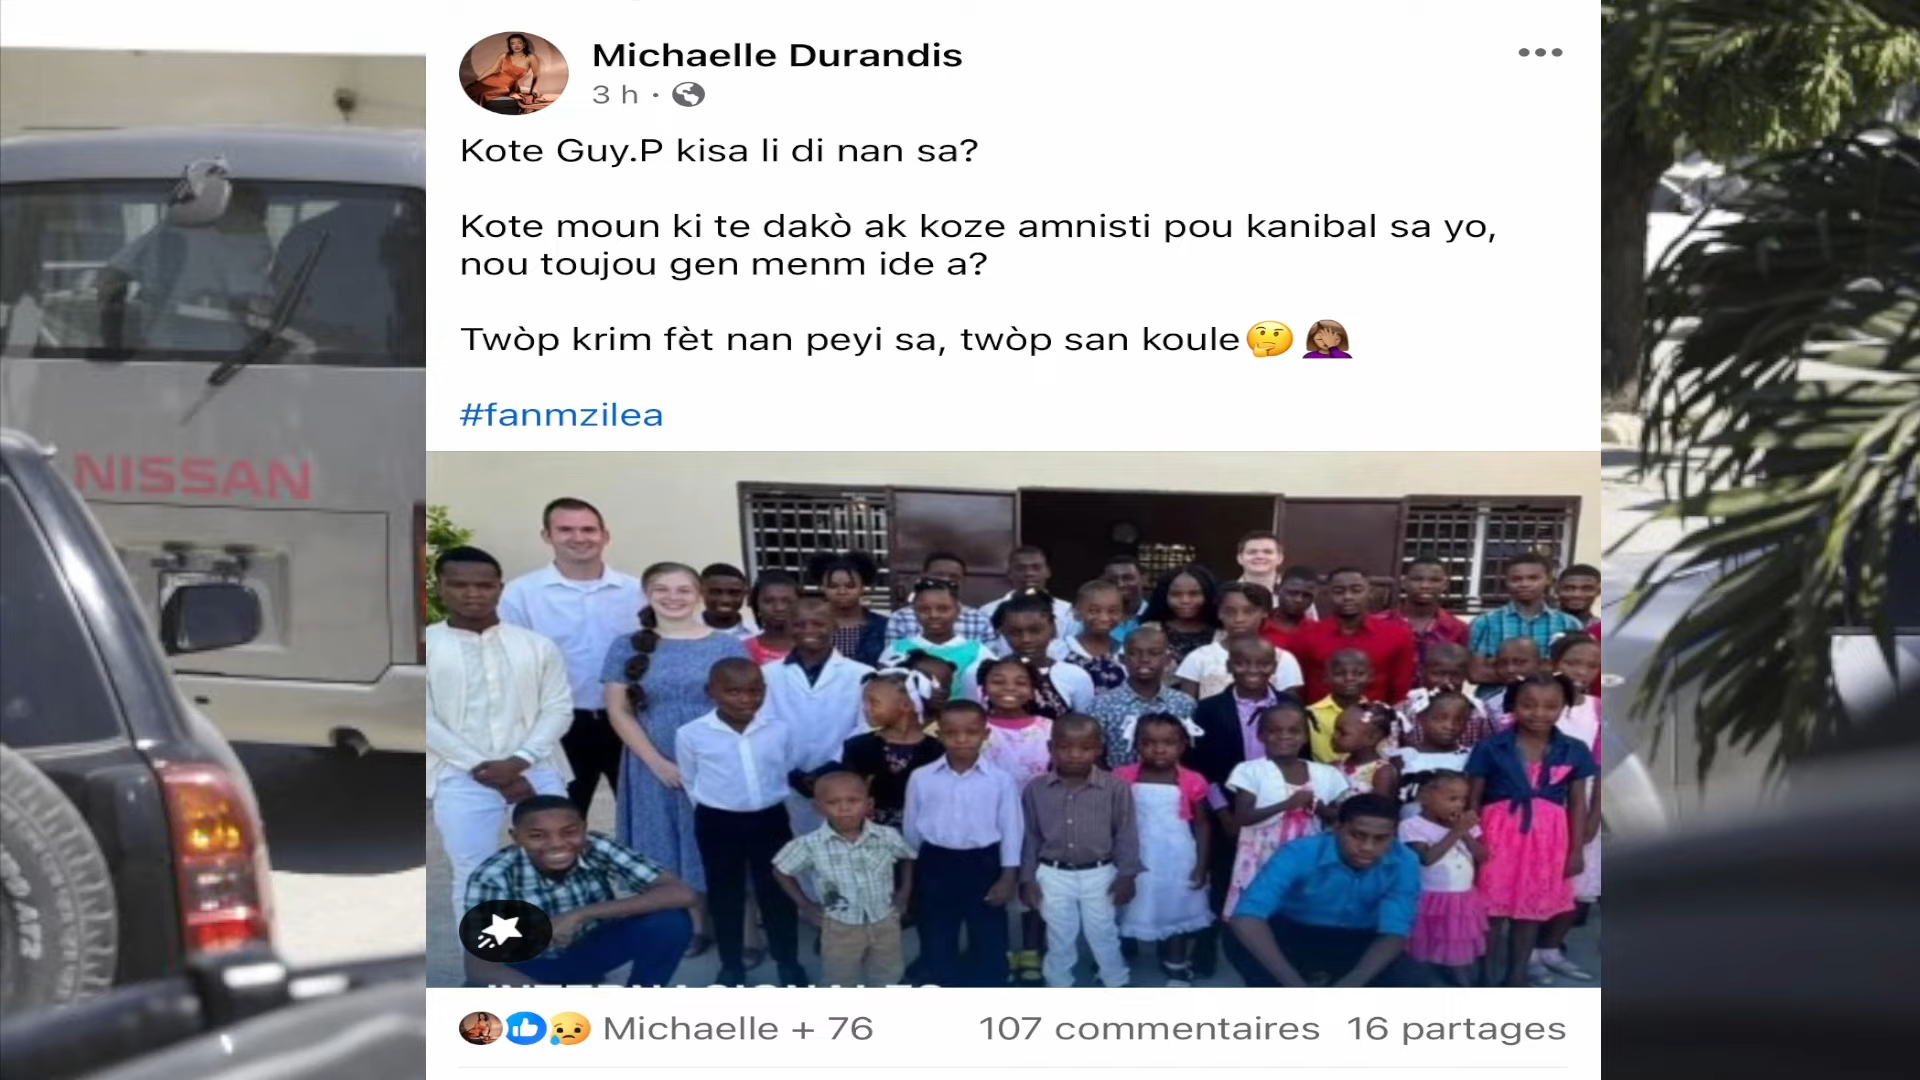 Michaelle Durandis
3 h ·
Kote Guy.P kisa li di nan sa?
Kote moun ki te dakò ak koze amnisti pou kanibal sa yo,
nou toujou gen menm ide a?
Twòp krim fèt nan peyi sa, twòp san koule🤔🤦🏽‍♀️
#fanmzilea
NISSAN
Michaelle + 76
107 commentaires
16 partages